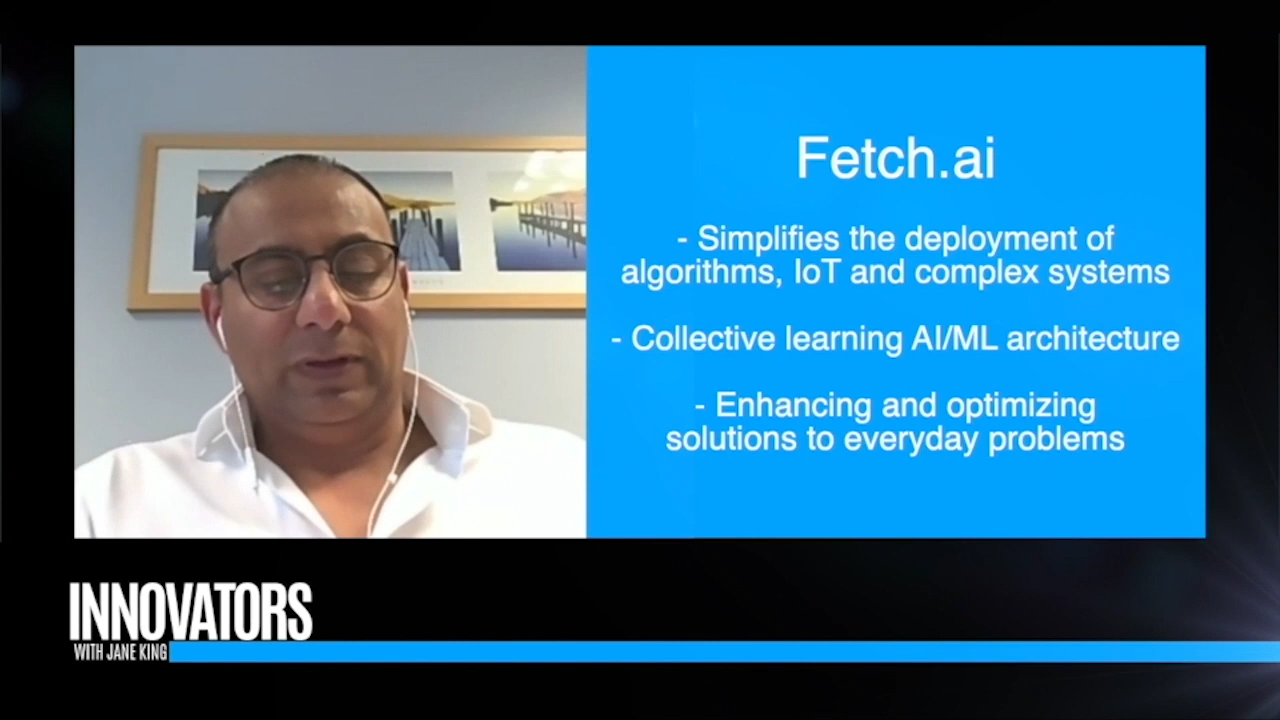 Fetch.ai
- Simplifies the deployment of
algorithms, IoT and complex systems
- Collective learning AI/ML architecture
- Enhancing and optimizing
solutions to everyday problems
INNOVATORS
WITH JANE KING